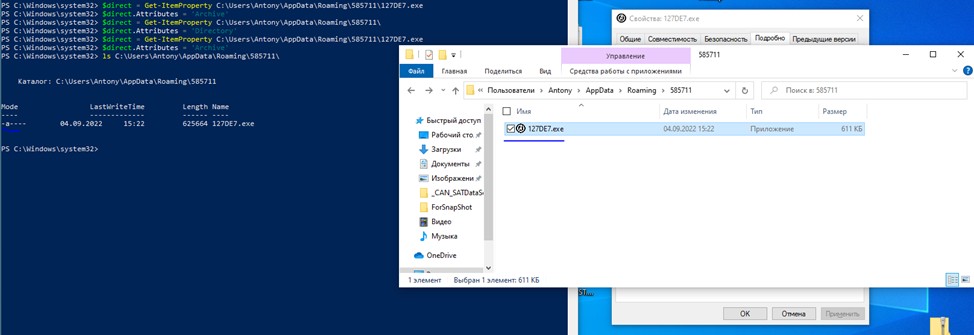 PS C:\Windows\system32> $direct = Get-ItemProperty C:\Users\Antony\AppData\Roaming\585711\127DE7.exe
PS C:\Windows\system32> $direct.Attributes = 'Archive'
PS C:\Windows\system32> $direct = Get-ItemProperty C:\Users\Antony\AppData\Roaming\585711\
PS C:\Windows\system32> $direct.Attributes = 'Directory'
PS C:\Windows\system32> $direct = Get-ItemProperty C:\Users\Antony\AppData\Roaming\585711\127DE7.exe
PS C:\Windows\system32> $direct.Attributes = 'Archive'
PS C:\Windows\system32> ls C:\Users\Antony\AppData\Roaming\585711\
Каталог: C:\Users\Antony\AppData\Roaming\585711
Mode LastWriteTime Length Name
---- ------------- ------ ----
-a---- 04.09.2022 15:22 625664 127DE7.exe
PS C:\Windows\system32>
Свойства: 127DE7.exe
Общие Совместимость Безопасность Подробно Предыдущие версии
Управление 585711
Файл Главная Поделиться Вид Средства работы с приложениями
Пользователи Antony AppData Roaming 585711
Поиск в: 585711
Имя Дата изменения Тип Размер
127DE7.exe 04.09.2022 15:22 Приложение 611 КБ
Быстрый доступ
Рабочий сто.
Загрузки
Документы
Изображени
_CAN_SATDataSe
ForSnapShot
Видео
Музыка
OneDrive
1 элемент Выбран 1 элемент: 611 КБ
ST...
OK Отмена Применить